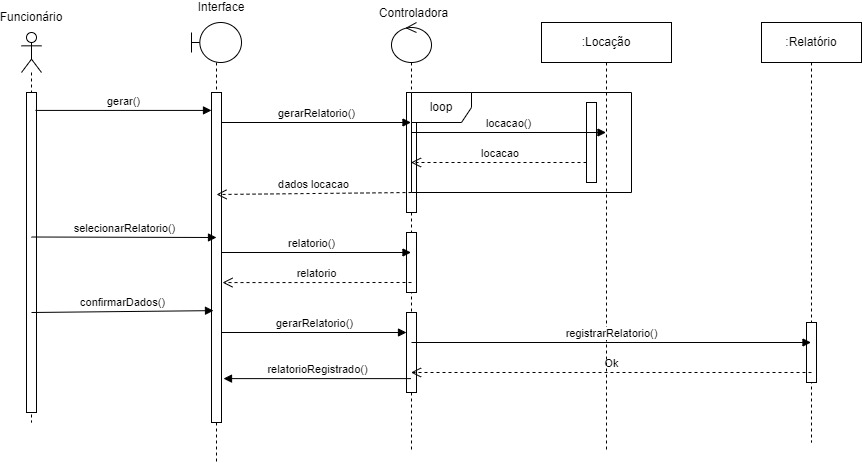 Funcionário
Interface
Controladora
:Locação
:Relatório
gerar()
gerarRelatorio()
loop
locacao()
locacao
dados locacao
selecionarRelatorio()
relatorio()
relatorio
confirmarDados()
gerarRelatorio()
registrarRelatorio()
Ok
relatorioRegistrado()